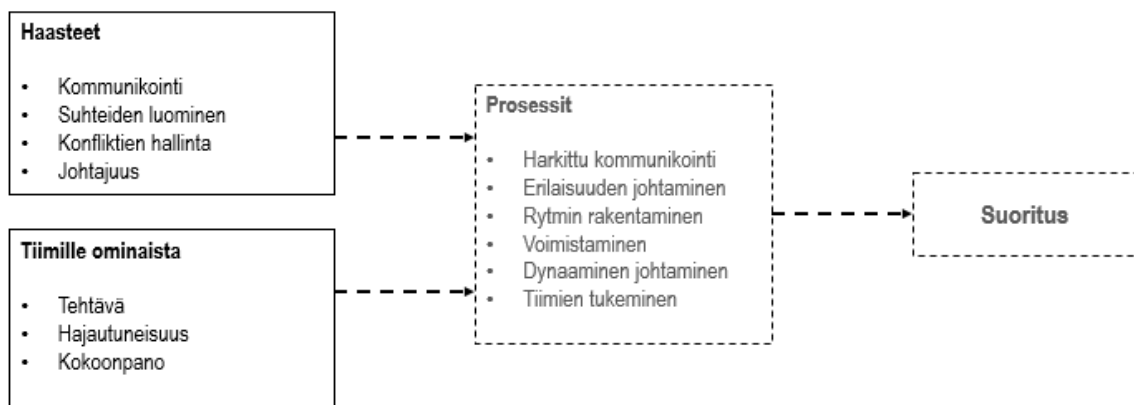 Haasteet
• Kommunikointi
• Suhteiden luominen
• Konfliktien hallinta
• Johtajuus
Tiimille ominaista
• Tehtävä
• Hajautuneisuus
• Kokoonpano
Prosessit
• Harkittu kommunikointi
• Erilaisuuden johtaminen
• Rytmin rakentaminen
• Voimistaminen
• Dynaaminen johtaminen
• Tiimien tukeminen
Suoritus